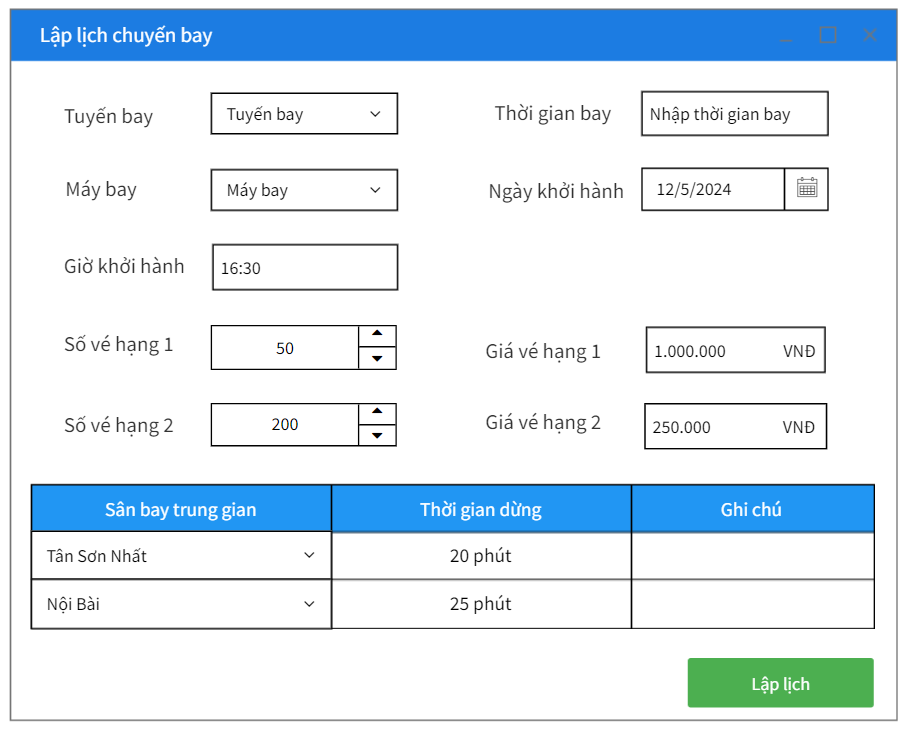 Lập lịch chuyến bay
Tuyến bay
Tuyến bay
Thời gian bay
Nhập thời gian bay
Máy bay
Máy bay
Ngày khởi hành
12/5/2024
Giờ khởi hành
16:30
Số vé hạng 1
50
Giá vé hạng 1
1.000.000 VNĐ
Số vé hạng 2
200
Giá vé hạng 2
250.000 VNĐ
Sân bay trung gian Thời gian dừng Ghi chú
Tân Sơn Nhất 20 phút
Nội Bài 25 phút
Lập lịch